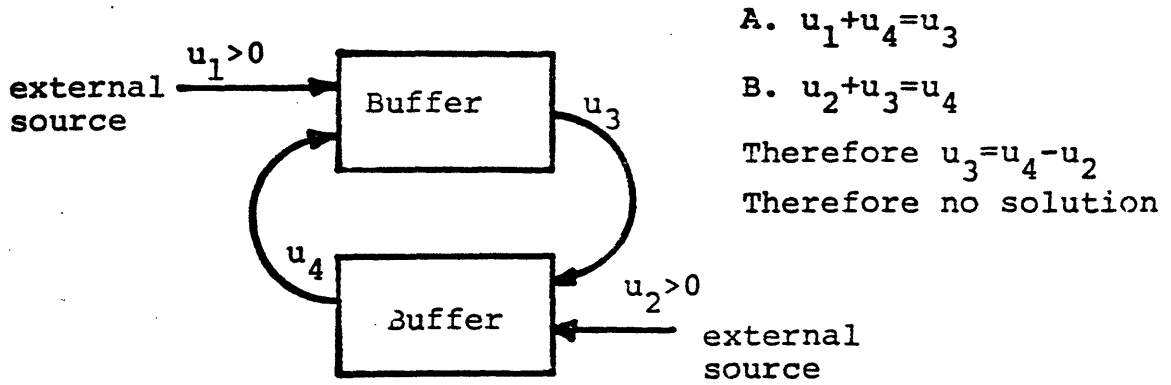 A. u₁+u₄=u₃
u₁>0
external
source
Buffer
u₃
B. u₂+u₃=u₄
Therefore u₃=u₄-u₂
Therefore no solution
u₄
Buffer
u₂>0
external
source